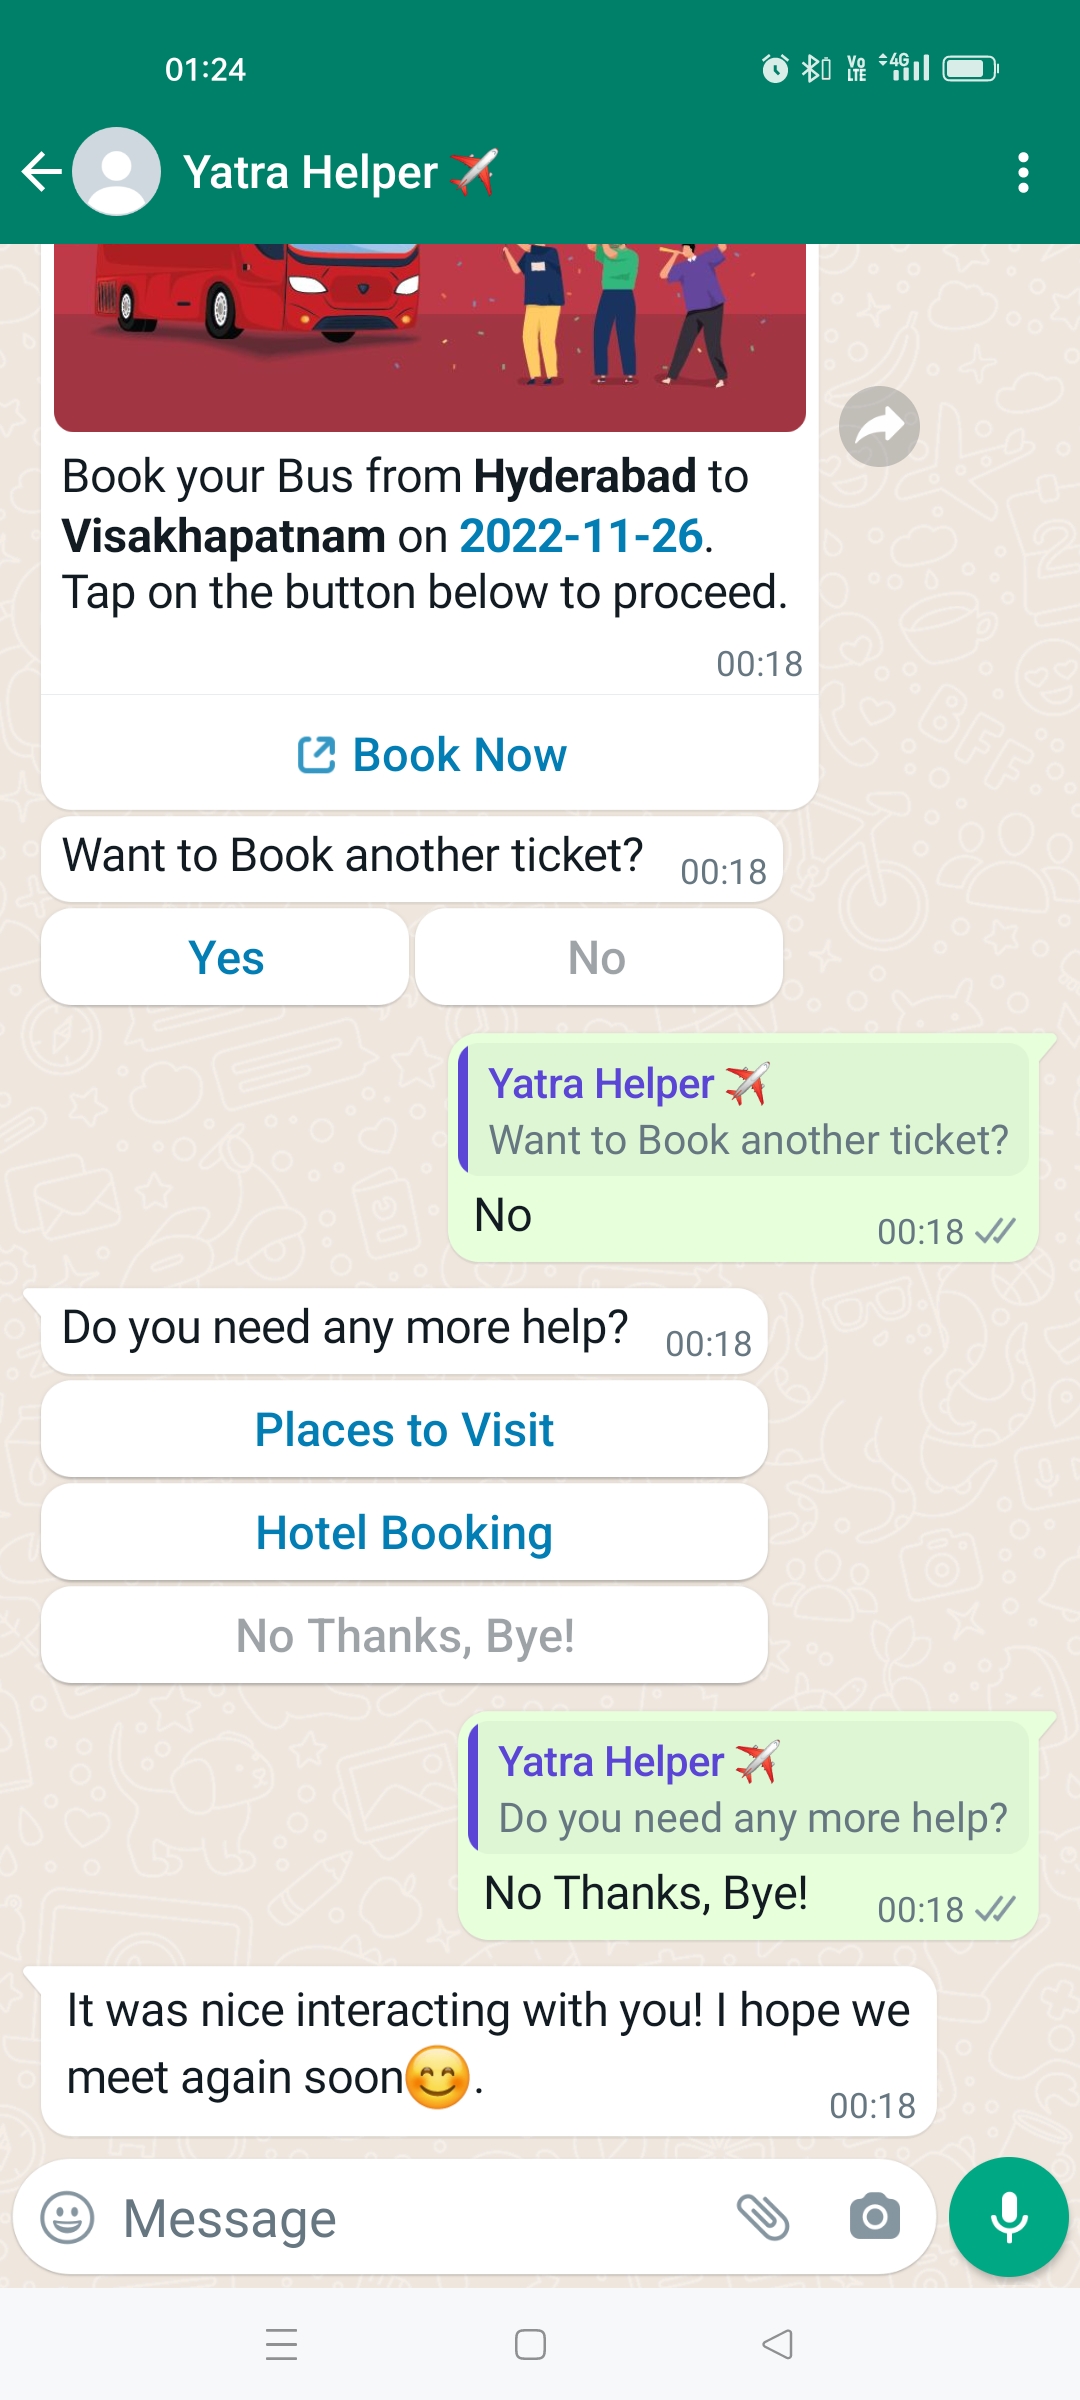 01:24
Vo LTE 4G
Yatra Helper ✈️
Book your Bus from Hyderabad to
Visakhapatnam on 2022-11-26.
Tap on the button below to proceed.
00:18
Book Now
Want to Book another ticket? 00:18
Yes No
Yatra Helper ✈️
Want to Book another ticket?
No 00:18
Do you need any more help? 00:18
Places to Visit
Hotel Booking
No Thanks, Bye!
Yatra Helper ✈️
Do you need any more help?
No Thanks, Bye! 00:18
It was nice interacting with you! I hope we
meet again soon😊.
00:18
Message